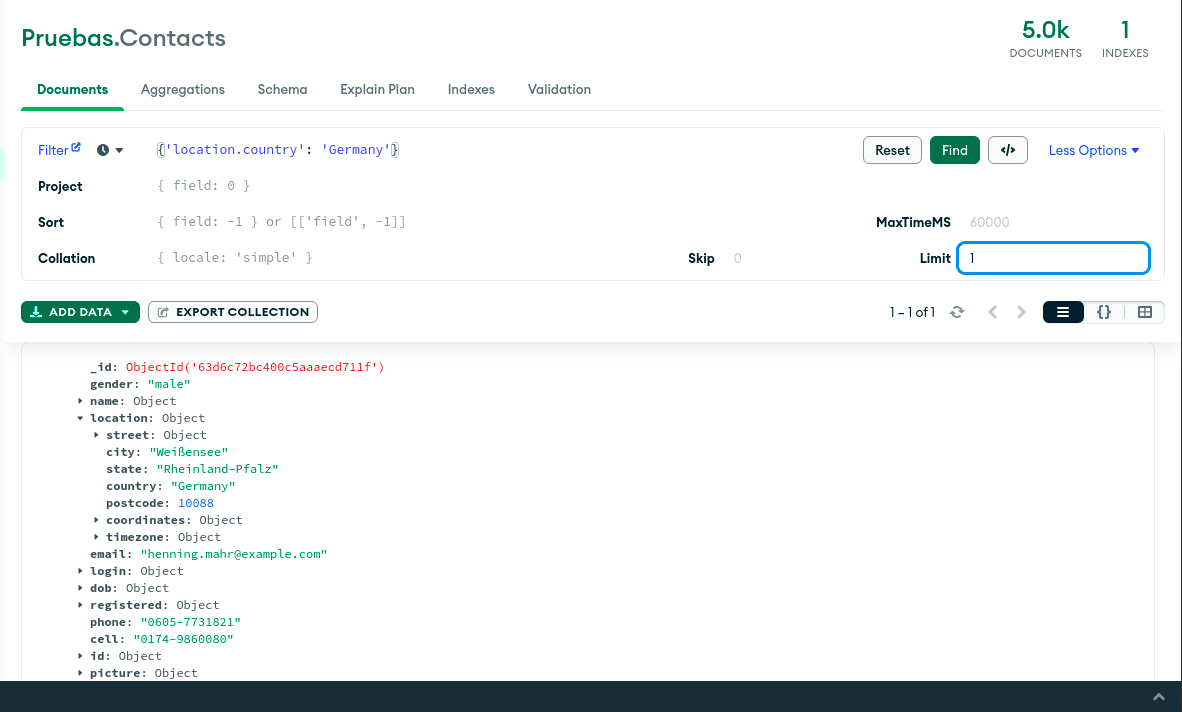 Pruebas.Contacts
5.0k
DOCUMENTS
1
INDEXES
Documents Aggregations Schema Explain Plan Indexes Validation
Filter {'location.country': 'Germany'} Reset Find </> Less Options
Project { field: 0 }
Sort { field: -1 } or [['field', -1]] MaxTimeMS 60000
Collation { locale: 'simple' } Skip 0 Limit 1
ADD DATA EXPORT COLLECTION 1 – 1 of 1 {}
_id: ObjectId('63d6c72bc400c5aaaecd711f')
gender: "male"
name: Object
location: Object
street: Object
city: "Weißensee"
state: "Rheinland-Pfalz"
country: "Germany"
postcode: 10088
coordinates: Object
timezone: Object
email: "henning.mahr@example.com"
login: Object
dob: Object
registered: Object
phone: "0605-7731821"
cell: "0174-9860080"
id: Object
picture: Object